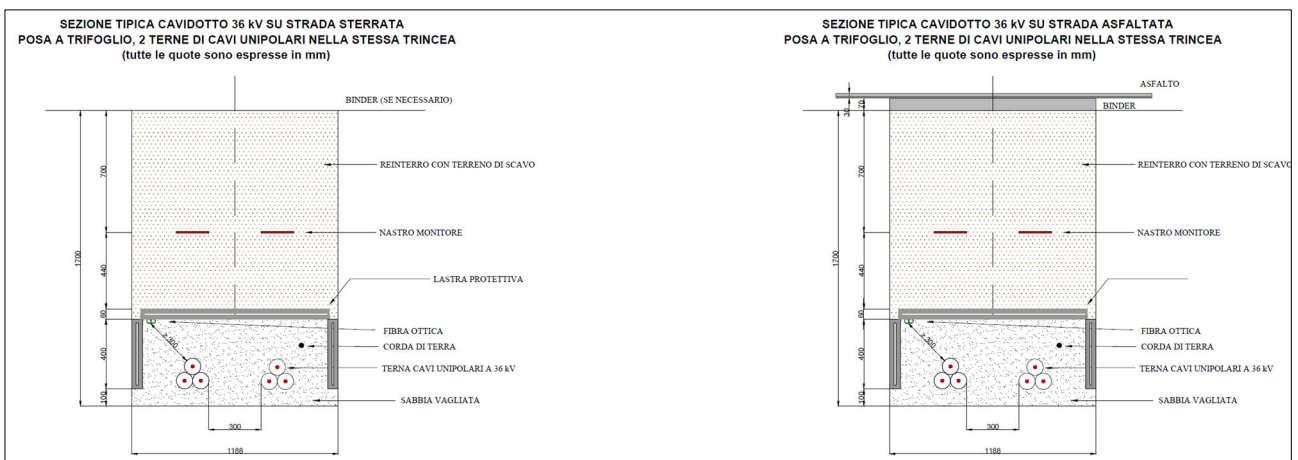 SEZIONE TIPICA CAVIDOTTO 36 kV SU STRADA STERRATA
POSA A TRIFOGLIO, 2 TERNE DI CAVI UNIPOLARI NELLA STESSA TRINCEA
(tutte le quote sono espresse in mm)
BINDER (SE NECESSARIO)
REINTERRO CON TERRENO DI SCAVO
NASTRO MONITORE
LASTRA PROTETTIVA
FIBRA OTTICA
CORDA DI TERRA
TERNA CAVI UNIPOLARI A 36 kV
SABBIA VAGLIATA
1700
700
440
60
400
100
≥ 300
300
1188
SEZIONE TIPICA CAVIDOTTO 36 kV SU STRADA ASFALTATA
POSA A TRIFOGLIO, 2 TERNE DI CAVI UNIPOLARI NELLA STESSA TRINCEA
(tutte le quote sono espresse in mm)
ASFALTO
BINDER
REINTERRO CON TERRENO DI SCAVO
NASTRO MONITORE
FIBRA OTTICA
CORDA DI TERRA
TERNA CAVI UNIPOLARI A 36 kV
SABBIA VAGLIATA
30
70
1700
700
440
60
400
100
≥ 300
300
1188